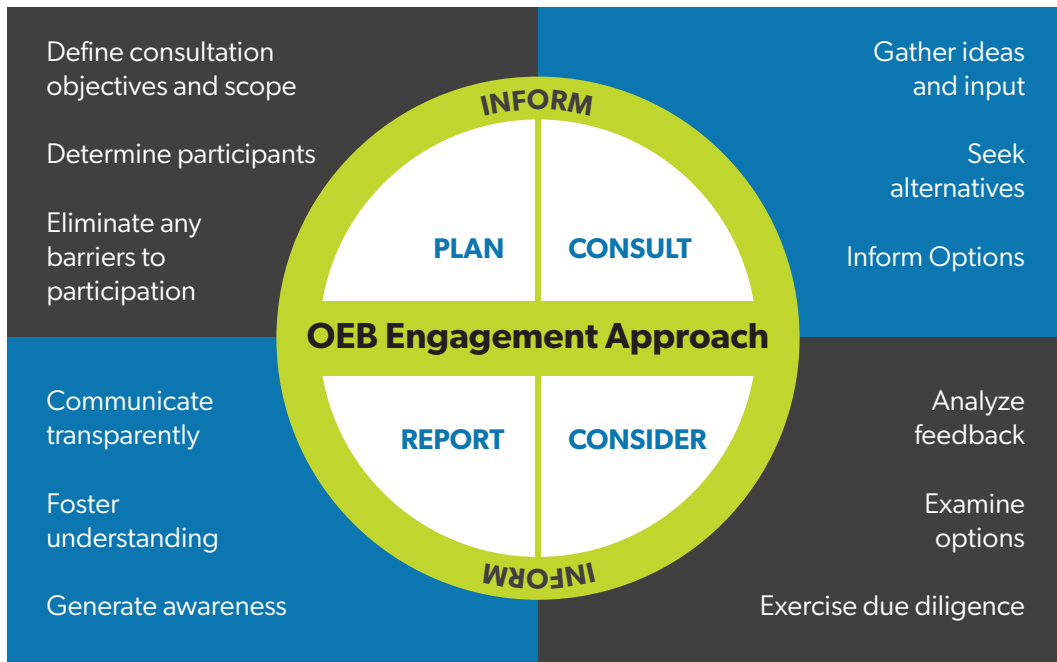 Define consultation
objectives and scope
Determine participants
Eliminate any
barriers to
participation
Gather ideas
and input
Seek
alternatives
Inform Options
INFORM
PLAN
CONSULT
OEB Engagement Approach
REPORT
CONSIDER
INFORM
Communicate
transparently
Foster
understanding
Generate awareness
Analyze
feedback
Examine
options
Exercise due diligence